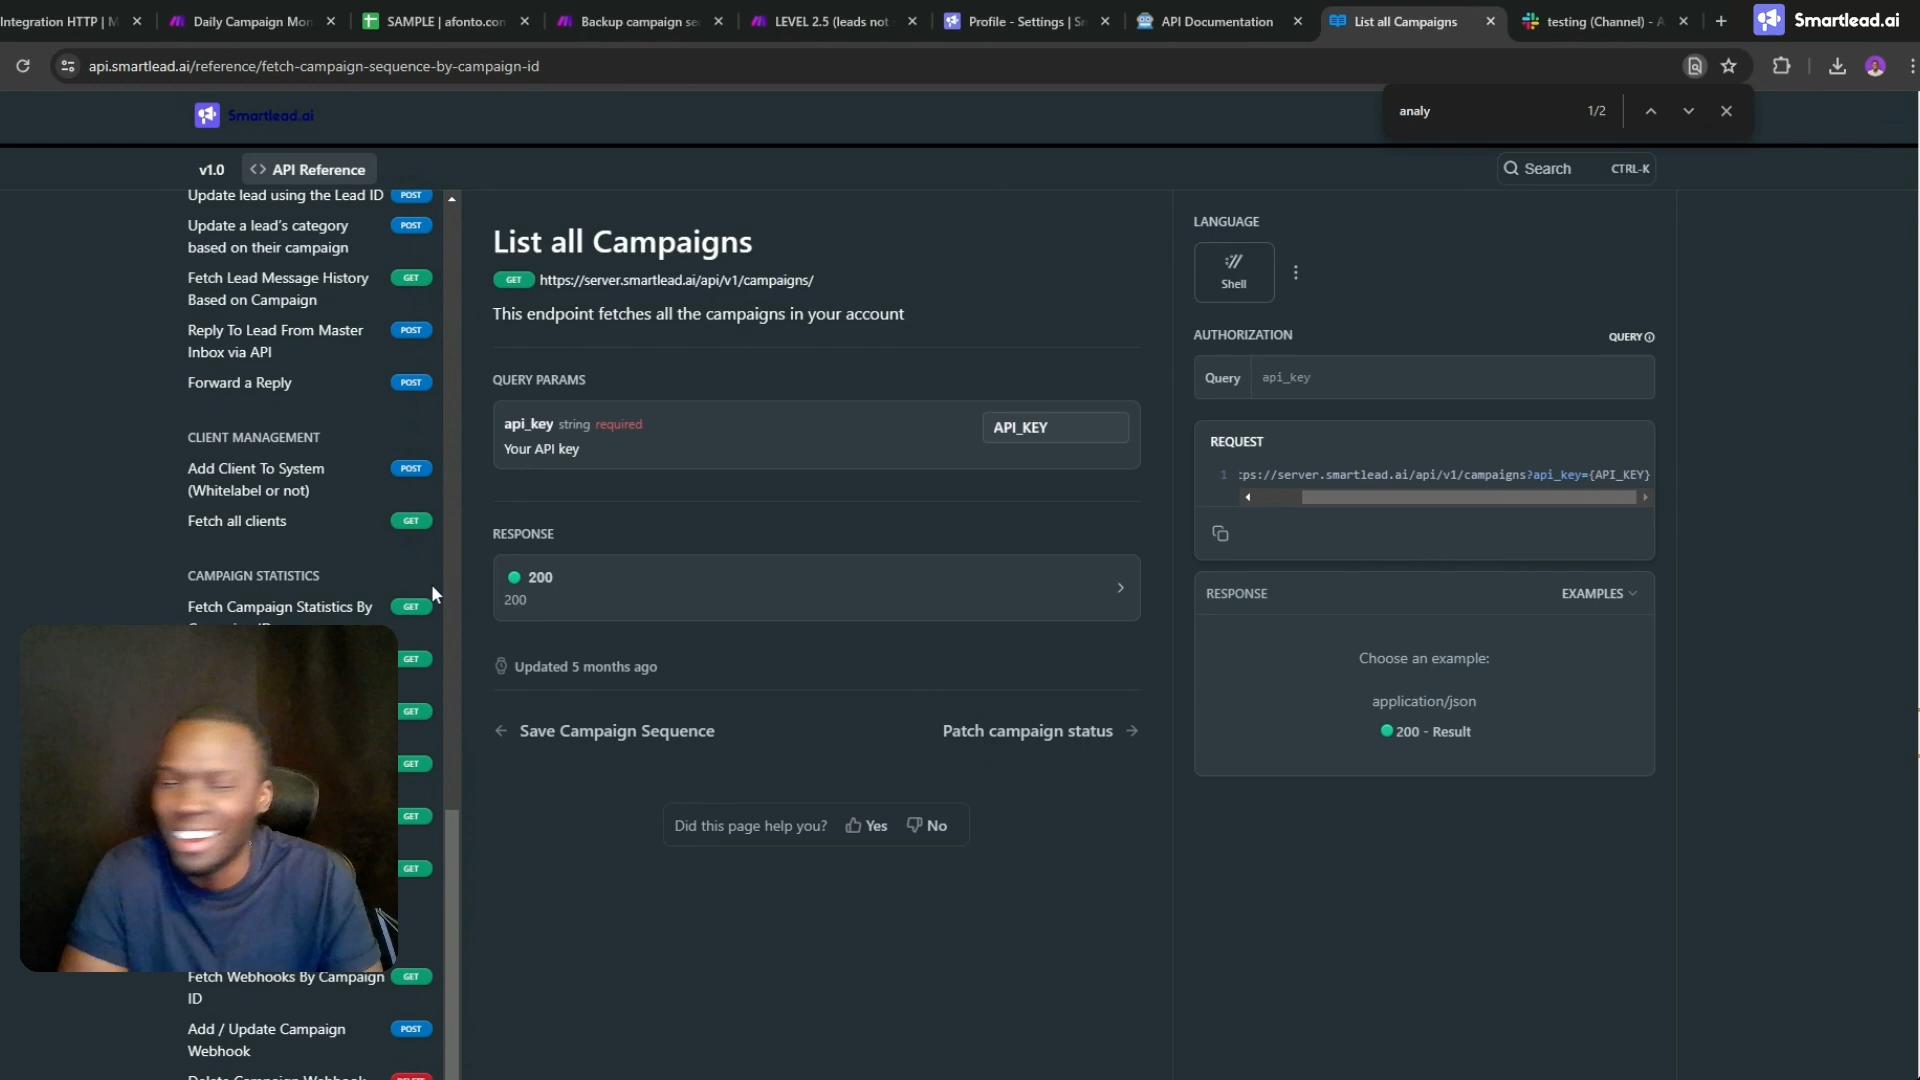 Integration HTTP | M
Daily Campaign Mon
SAMPLE | afonto.con
Backup campaign se
LEVEL 2.5 (leads not
Profile - Settings | Sm
API Documentation
List all Campaigns
testing (Channel) - A
Smartlead.ai
api.smartlead.ai/reference/fetch-campaign-sequence-by-campaign-id
analy
1/2
Smartlead.ai
v1.0
<> API Reference
Search
CTRL-K
Update lead using the Lead ID
POST
Update a lead’s category
based on their campaign
POST
Fetch Lead Message History
Based on Campaign
GET
Reply To Lead From Master
Inbox via API
POST
Forward a Reply
POST
CLIENT MANAGEMENT
Add Client To System
(Whitelabel or not)
POST
Fetch all clients
GET
CAMPAIGN STATISTICS
Fetch Campaign Statistics By
GET
GET
GET
GET
GET
GET
Fetch Webhooks By Campaign
ID
GET
Add / Update Campaign
Webhook
POST
Delete Campaign Webhook
DELETE
List all Campaigns
GET https://server.smartlead.ai/api/v1/campaigns/
This endpoint fetches all the campaigns in your account
QUERY PARAMS
api_key string required
API_KEY
Your API key
RESPONSE
200
200
Updated 5 months ago
Save Campaign Sequence
Patch campaign status
Did this page help you?
Yes
No
LANGUAGE
Shell
AUTHORIZATION
QUERY
Query
api_key
REQUEST
1 tps://server.smartlead.ai/api/v1/campaigns?api_key={API_KEY}
RESPONSE
EXAMPLES
Choose an example:
application/json
200 - Result